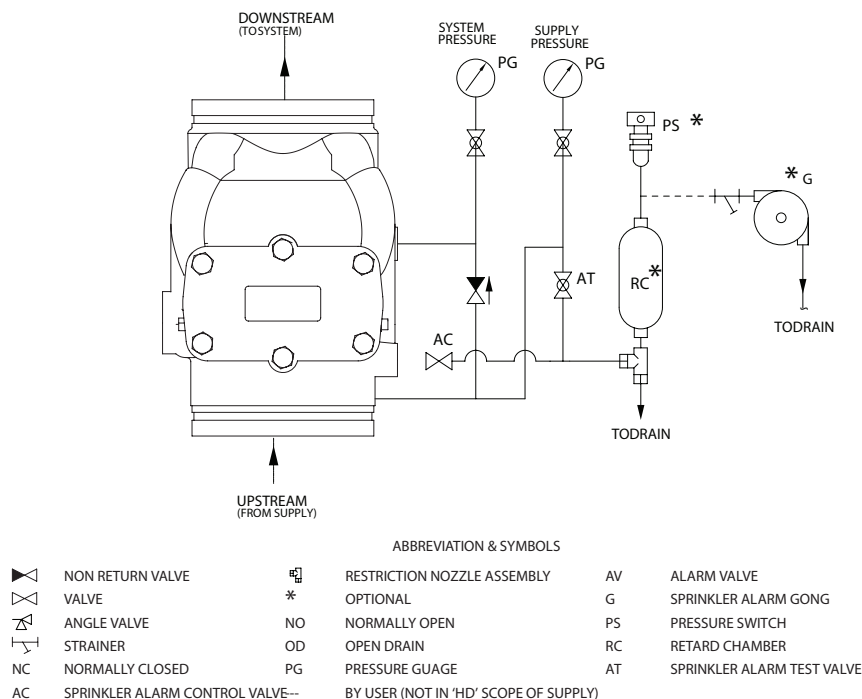 DOWNSTREAM
(TO SYSTEM)
SYSTEM
PRESSURE
SUPPLY
PRESSURE
PG
PG
PS *
* G
AT
RC *
AC
TODRAIN
TODRAIN
UPSTREAM
(FROM SUPPLY)
ABBREVIATION & SYMBOLS
NON RETURN VALVE RESTRICTION NOZZLE ASSEMBLY AV ALARM VALVE
VALVE * OPTIONAL G SPRINKLER ALARM GONG
ANGLE VALVE NO NORMALLY OPEN PS PRESSURE SWITCH
STRAINER OD OPEN DRAIN RC RETARD CHAMBER
NC NORMALLY CLOSED PG PRESSURE GUAGE AT SPRINKLER ALARM TEST VALVE
AC SPRINKLER ALARM CONTROL VALVE --- BY USER (NOT IN ‘HD’ SCOPE OF SUPPLY)